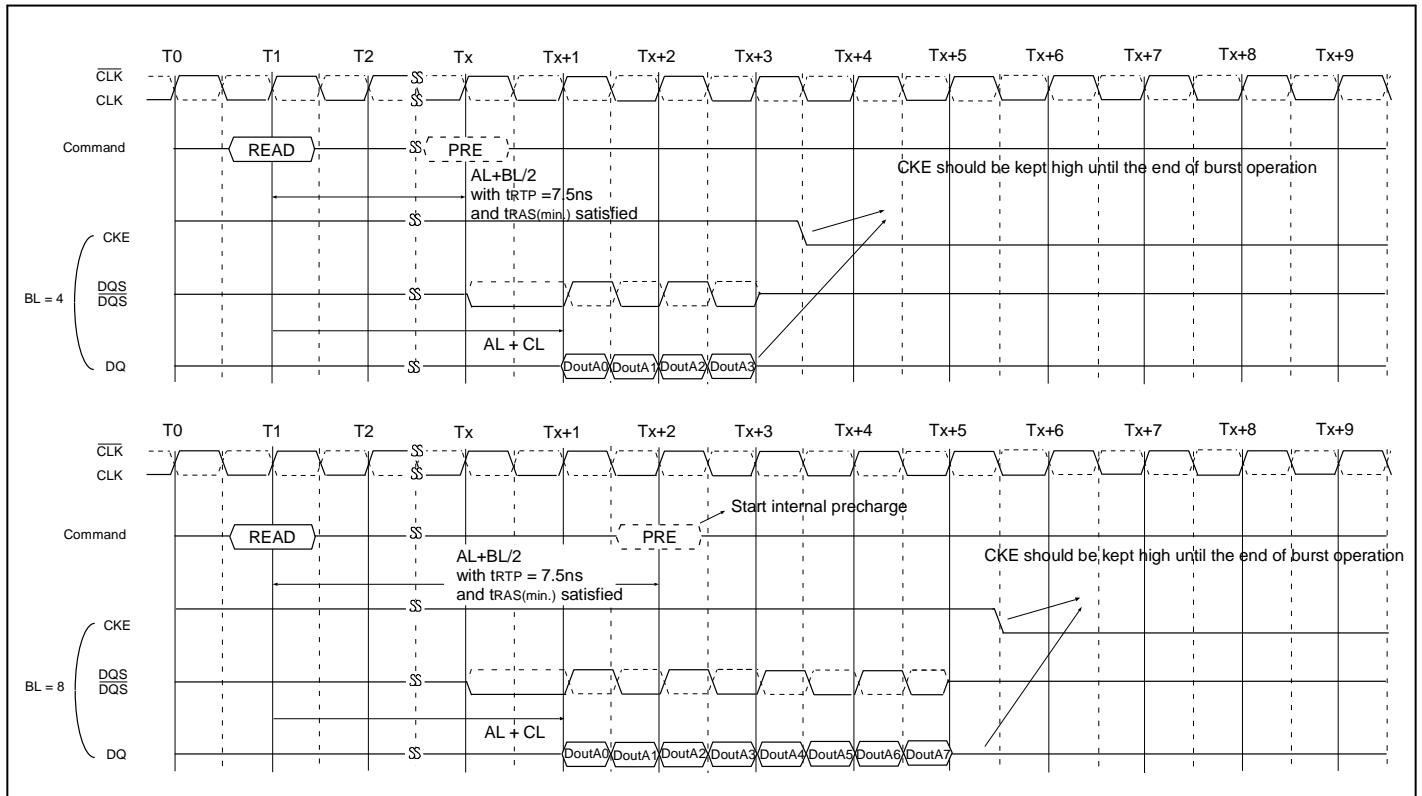 T0 T1 T2 Tx Tx+1 Tx+2 Tx+3 Tx+4 Tx+5 Tx+6 Tx+7 Tx+8 Tx+9
CLK
CLK
Command READ PRE
AL+BL/2
with tRTP =7.5ns
and tRAS(min.) satisfied
CKE should be kept high until the end of burst operation
CKE
BL = 4
DQS
DQS
AL + CL
DQ DoutA0 DoutA1 DoutA2 DoutA3
T0 T1 T2 Tx Tx+1 Tx+2 Tx+3 Tx+4 Tx+5 Tx+6 Tx+7 Tx+8 Tx+9
CLK
CLK
Start internal precharge
Command READ PRE
AL+BL/2
with tRTP = 7.5ns
and tRAS(min.) satisfied
CKE should be kept high until the end of burst operation
CKE
BL = 8
DQS
DQS
AL + CL
DQ DoutA0 DoutA1 DoutA2 DoutA3 DoutA4 DoutA5 DoutA6 DoutA7